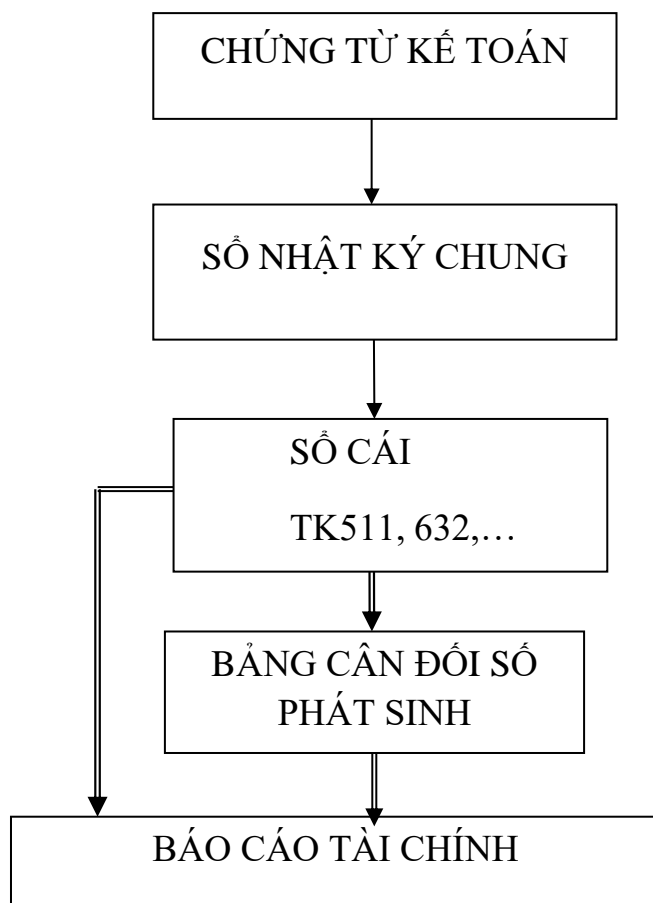 CHỨNG TỪ KẾ TOÁN
SỔ NHẬT KÝ CHUNG
SỔ CÁI
TK511, 632,…
BẢNG CÂN ĐỐI SỐ
PHÁT SINH
BÁO CÁO TÀI CHÍNH